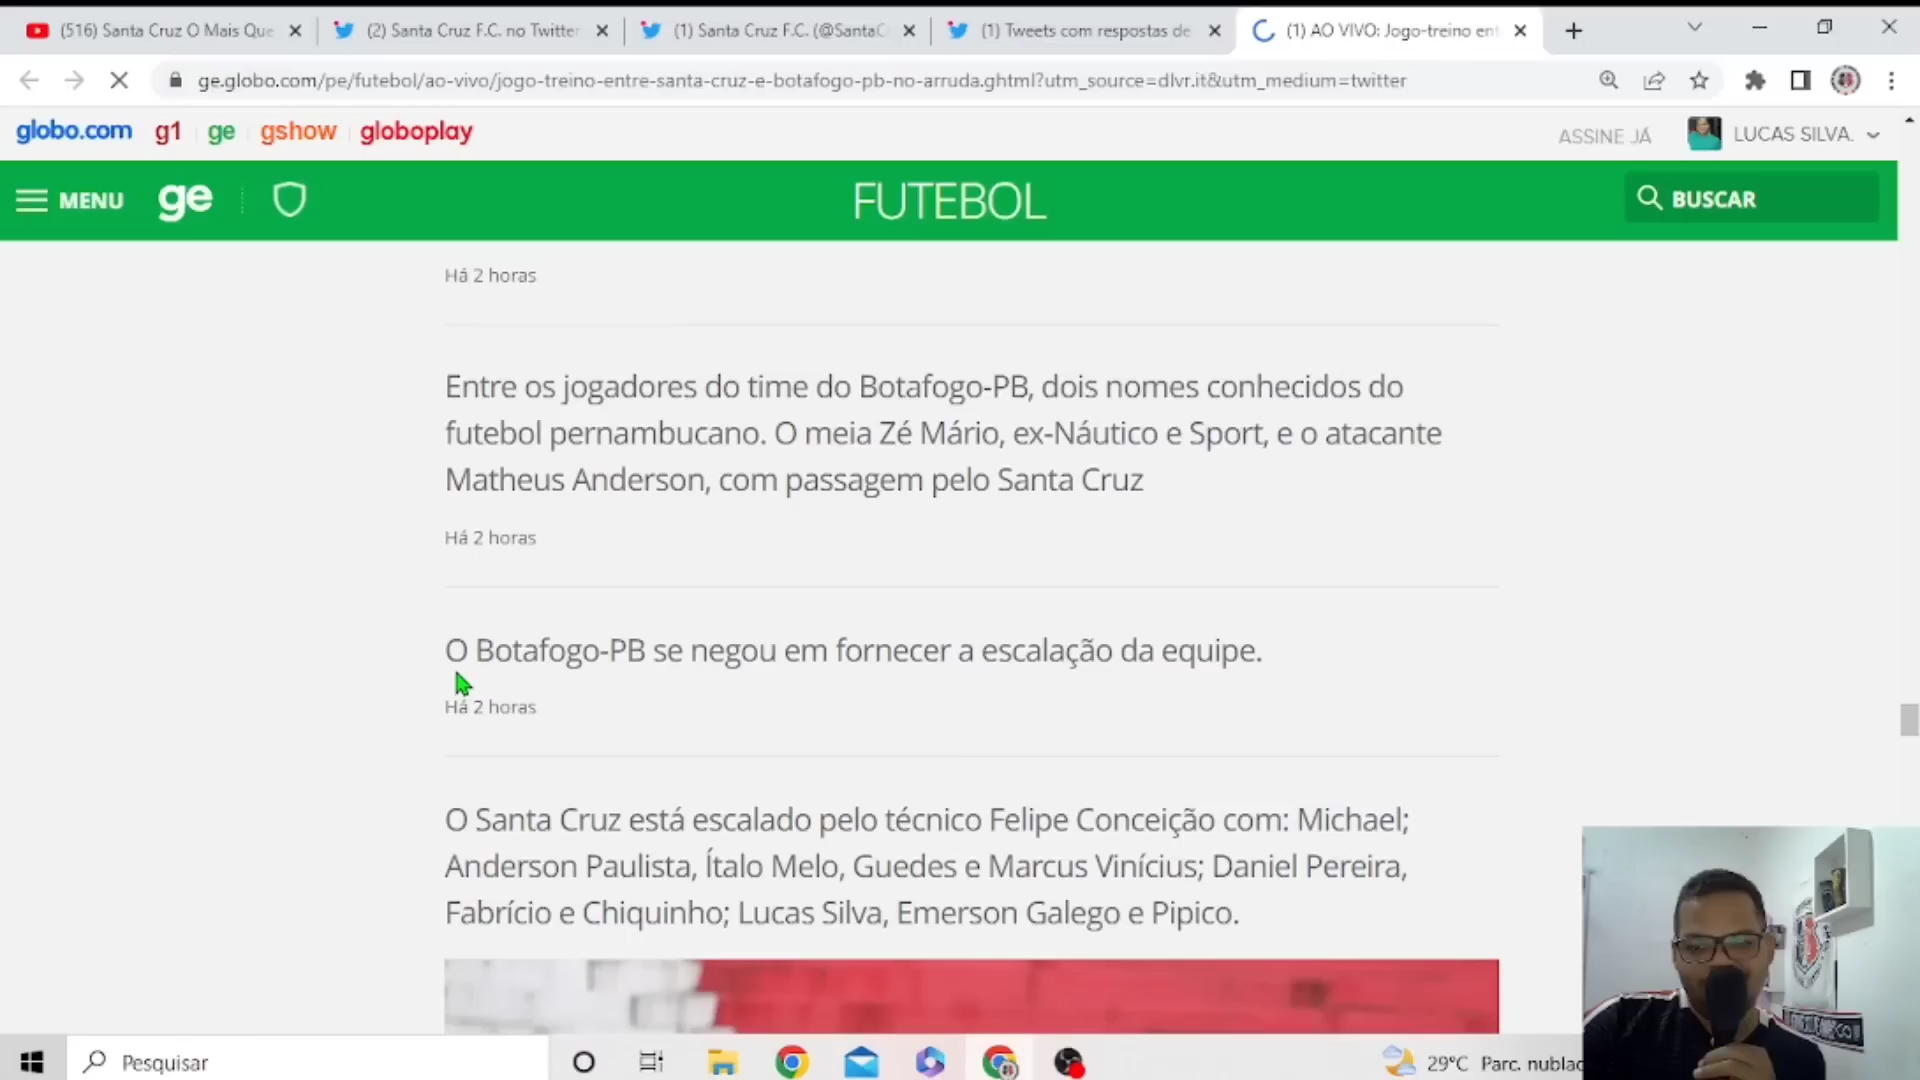 (516) Santa Cruz O Mais Que
(2) Santa Cruz F.C. no Twitter
(1) Santa Cruz F.C. (@SantaC
(1) Tweets com respostas de
(1) AO VIVO: Jogo-treino ent
ge.globo.com/pe/futebol/ao-vivo/jogo-treino-entre-santa-cruz-e-botafogo-pb-no-arruda.ghtml?utm_source=dlvr.it&utm_medium=twitter
globo.com g1 ge gshow globoplay
ASSINE JÁ
LUCAS SILVA.
MENU ge
FUTEBOL
BUSCAR
Há 2 horas
Entre os jogadores do time do Botafogo-PB, dois nomes conhecidos do
futebol pernambucano. O meia Zé Mário, ex-Náutico e Sport, e o atacante
Matheus Anderson, com passagem pelo Santa Cruz
Há 2 horas
O Botafogo-PB se negou em fornecer a escalação da equipe.
Há 2 horas
O Santa Cruz está escalado pelo técnico Felipe Conceição com: Michael;
Anderson Paulista, Ítalo Melo, Guedes e Marcus Vinícius; Daniel Pereira,
Fabrício e Chiquinho; Lucas Silva, Emerson Galego e Pipico.
Pesquisar
29°C Parc. nublad